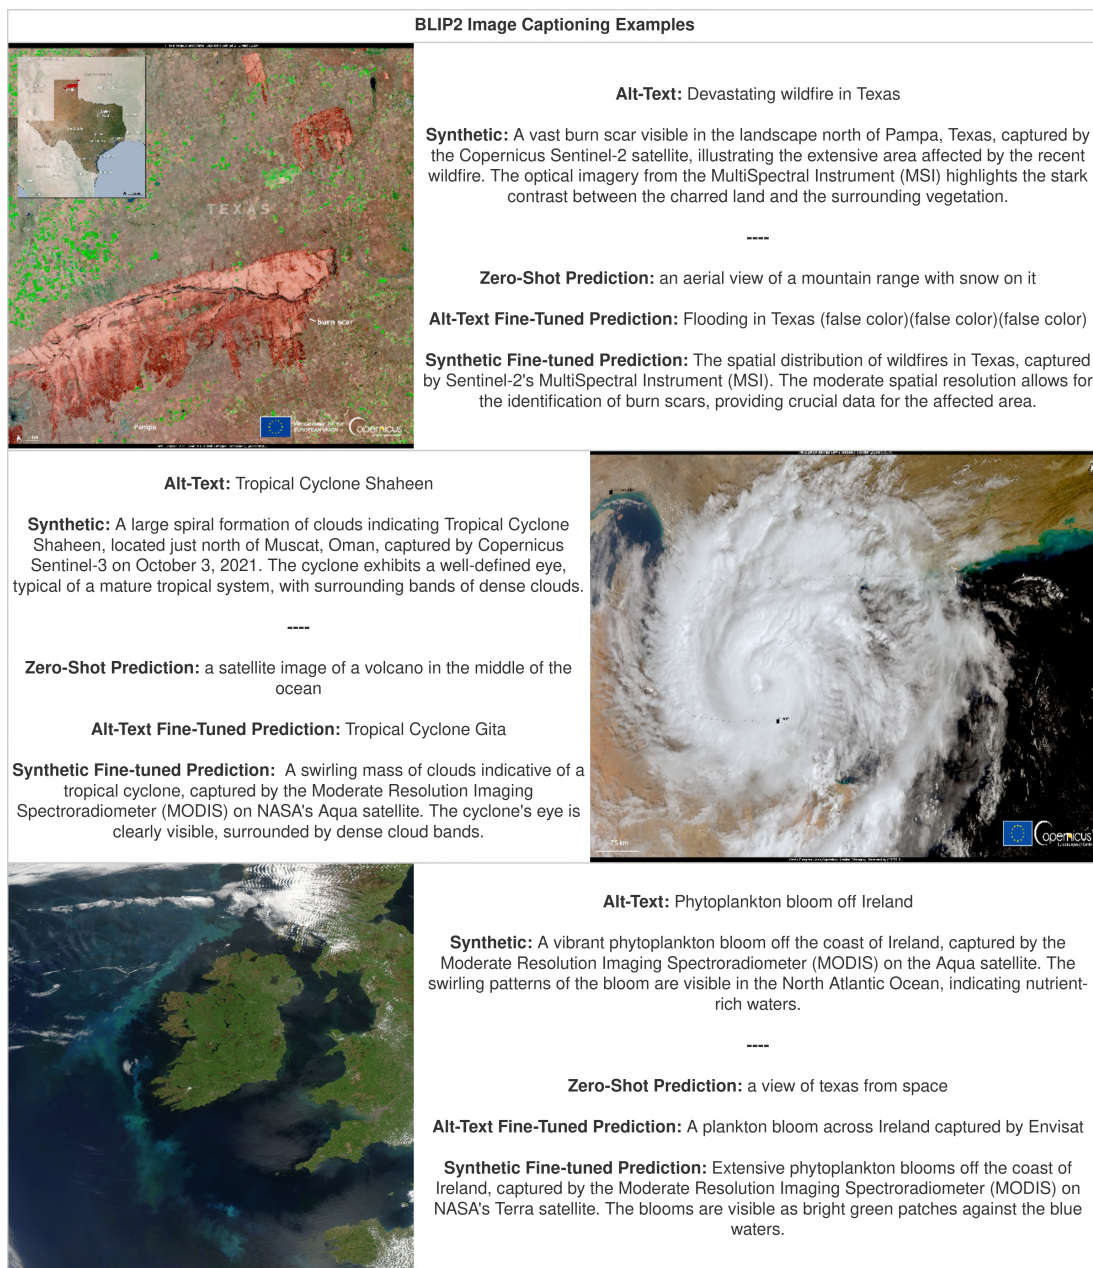 BLIP2 Image Captioning Examples
TEXAS
burn scar
Pampa
PROGRAMME OF THE
EUROPEAN UNION
Copernicus
Alt-Text: Devastating wildfire in Texas
Synthetic: A vast burn scar visible in the landscape north of Pampa, Texas, captured by
the Copernicus Sentinel-2 satellite, illustrating the extensive area affected by the recent
wildfire. The optical imagery from the MultiSpectral Instrument (MSI) highlights the stark
contrast between the charred land and the surrounding vegetation.
----
Zero-Shot Prediction: an aerial view of a mountain range with snow on it
Alt-Text Fine-Tuned Prediction: Flooding in Texas (false color)(false color)(false color)
Synthetic Fine-tuned Prediction: The spatial distribution of wildfires in Texas, captured
by Sentinel-2's MultiSpectral Instrument (MSI). The moderate spatial resolution allows for
the identification of burn scars, providing crucial data for the affected area.
Alt-Text: Tropical Cyclone Shaheen
Synthetic: A large spiral formation of clouds indicating Tropical Cyclone
Shaheen, located just north of Muscat, Oman, captured by Copernicus
Sentinel-3 on October 3, 2021. The cyclone exhibits a well-defined eye,
typical of a mature tropical system, with surrounding bands of dense clouds.
----
Zero-Shot Prediction: a satellite image of a volcano in the middle of the
ocean
Alt-Text Fine-Tuned Prediction: Tropical Cyclone Gita
Synthetic Fine-tuned Prediction: A swirling mass of clouds indicative of a
tropical cyclone, captured by the Moderate Resolution Imaging
Spectroradiometer (MODIS) on NASA's Aqua satellite. The cyclone's eye is
clearly visible, surrounded by dense cloud bands.
75 km
Copernicus
Alt-Text: Phytoplankton bloom off Ireland
Synthetic: A vibrant phytoplankton bloom off the coast of Ireland, captured by the
Moderate Resolution Imaging Spectroradiometer (MODIS) on the Aqua satellite. The
swirling patterns of the bloom are visible in the North Atlantic Ocean, indicating nutrient-
rich waters.
----
Zero-Shot Prediction: a view of texas from space
Alt-Text Fine-Tuned Prediction: A plankton bloom across Ireland captured by Envisat
Synthetic Fine-tuned Prediction: Extensive phytoplankton blooms off the coast of
Ireland, captured by the Moderate Resolution Imaging Spectroradiometer (MODIS) on
NASA's Terra satellite. The blooms are visible as bright green patches against the blue
waters.